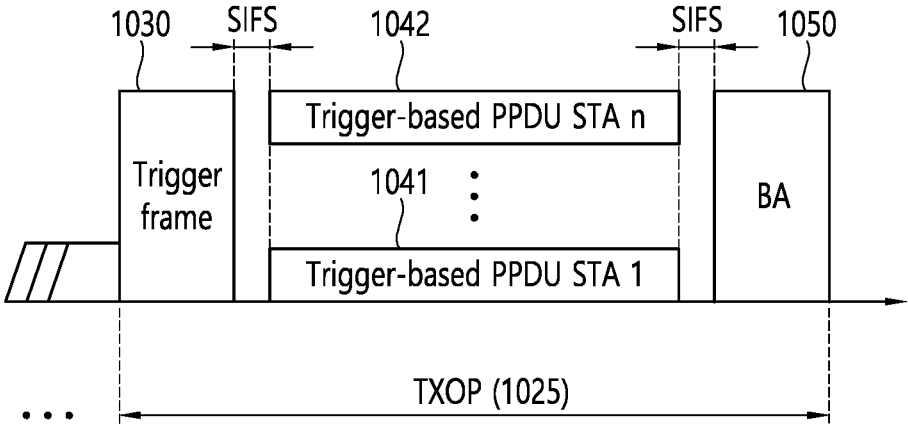 SIFS
SIFS
1030
1042
1050
Trigger-based PPDU STA n
Trigger
frame
1041
BA
Trigger-based PPDU STA 1
TXOP (1025)